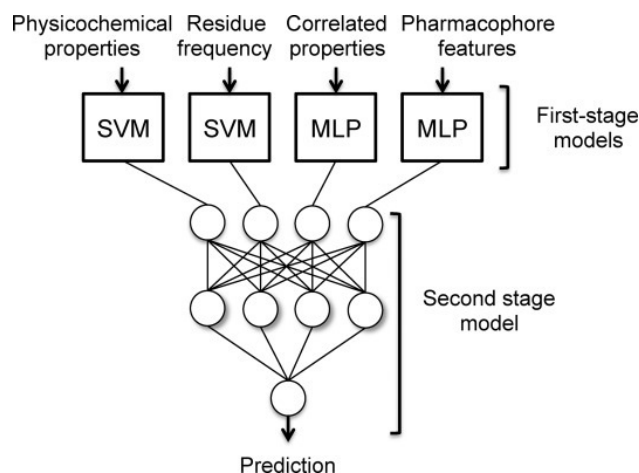 Physicochemical properties
Residue frequency
Correlated properties
Pharmacophore features
SVM
SVM
MLP
MLP
First-stage
models
Second stage
model
Prediction